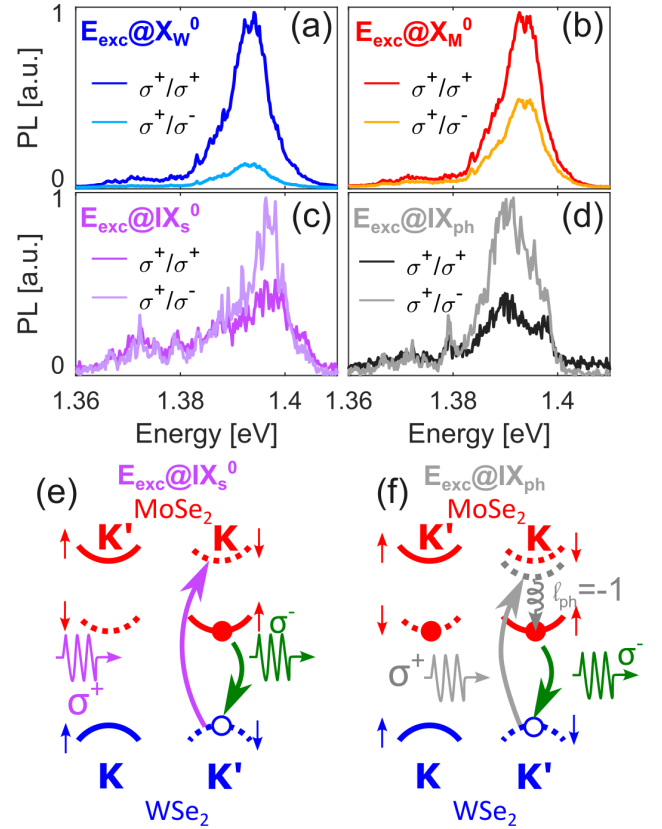 1
PL [a.u.]
0
E_exc@X_W^0
(a)
σ⁺/σ⁺
σ⁺/σ⁻
E_exc@X_M^0
(b)
σ⁺/σ⁺
σ⁺/σ⁻
1
PL [a.u.]
0
E_exc@IX_s^0
(c)
σ⁺/σ⁺
σ⁺/σ⁻
E_exc@IX_ph
(d)
σ⁺/σ⁺
σ⁺/σ⁻
1.36 1.38 1.4
1.36 1.38 1.4
Energy [eV]
Energy [eV]
(e)
E_exc@IX_s^0
MoSe₂
K' K
σ⁺
σ⁻
K K'
WSe₂
(f)
E_exc@IX_ph
MoSe₂
K' K
ℓ_ph=-1
σ⁺
σ⁻
K K'
WSe₂